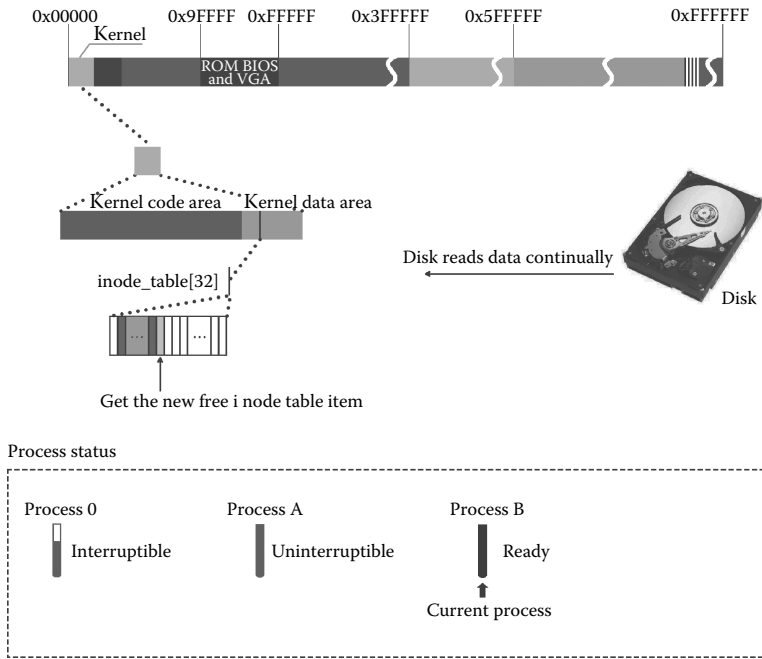 0x00000 0x9FFFF 0xFFFFF 0x3FFFFF 0x5FFFFF 0xFFFFFF
Kernel
ROM BIOS
and VGA
Kernel code area Kernel data area
Disk reads data continually
inode_table[32]
Disk
... ...
Get the new free i node table item
Process status
Process 0 Process A Process B
Interruptible Uninterruptible Ready
Current process